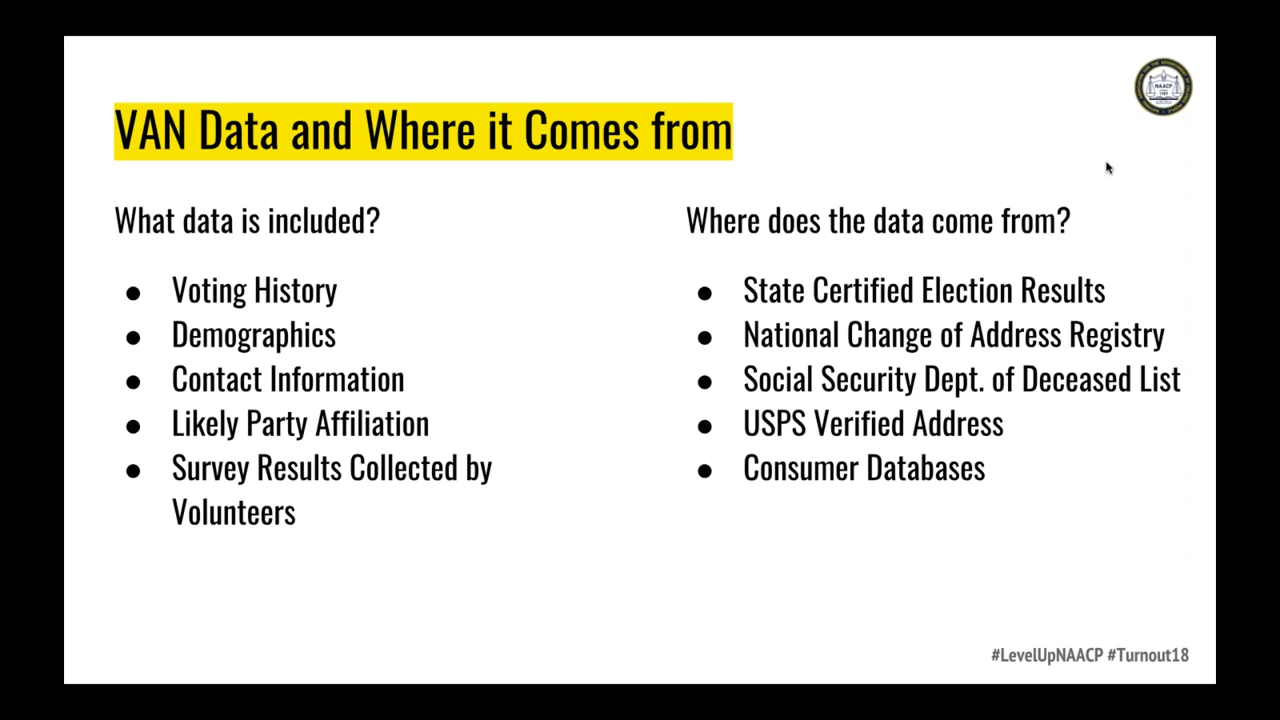 VAN Data and Where it Comes from
NAACP
What data is included?
● Voting History
● Demographics
● Contact Information
● Likely Party Affiliation
● Survey Results Collected by
Volunteers
Where does the data come from?
● State Certified Election Results
● National Change of Address Registry
● Social Security Dept. of Deceased List
● USPS Verified Address
● Consumer Databases
#LevelUpNAACP #Turnout18